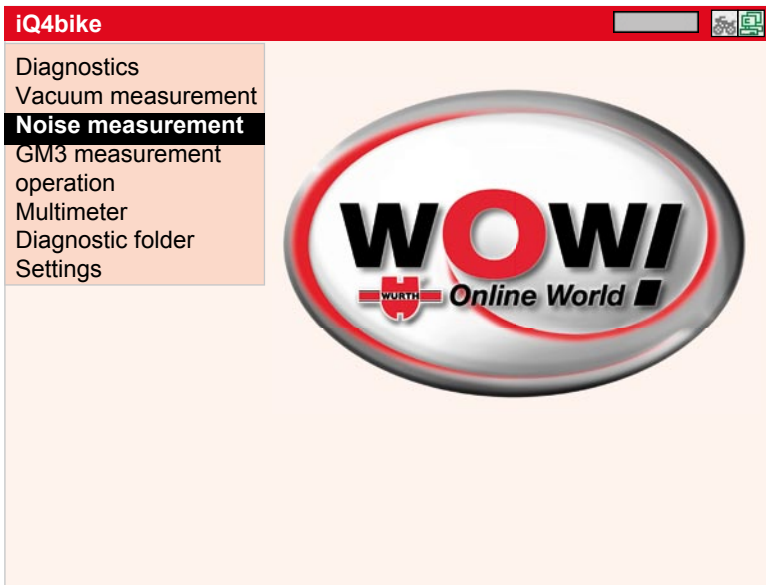 iQ4bike
Diagnostics
Vacuum measurement
Noise measurement
GM3 measurement
operation
Multimeter
Diagnostic folder
Settings
WOW!
WURTH
Online World